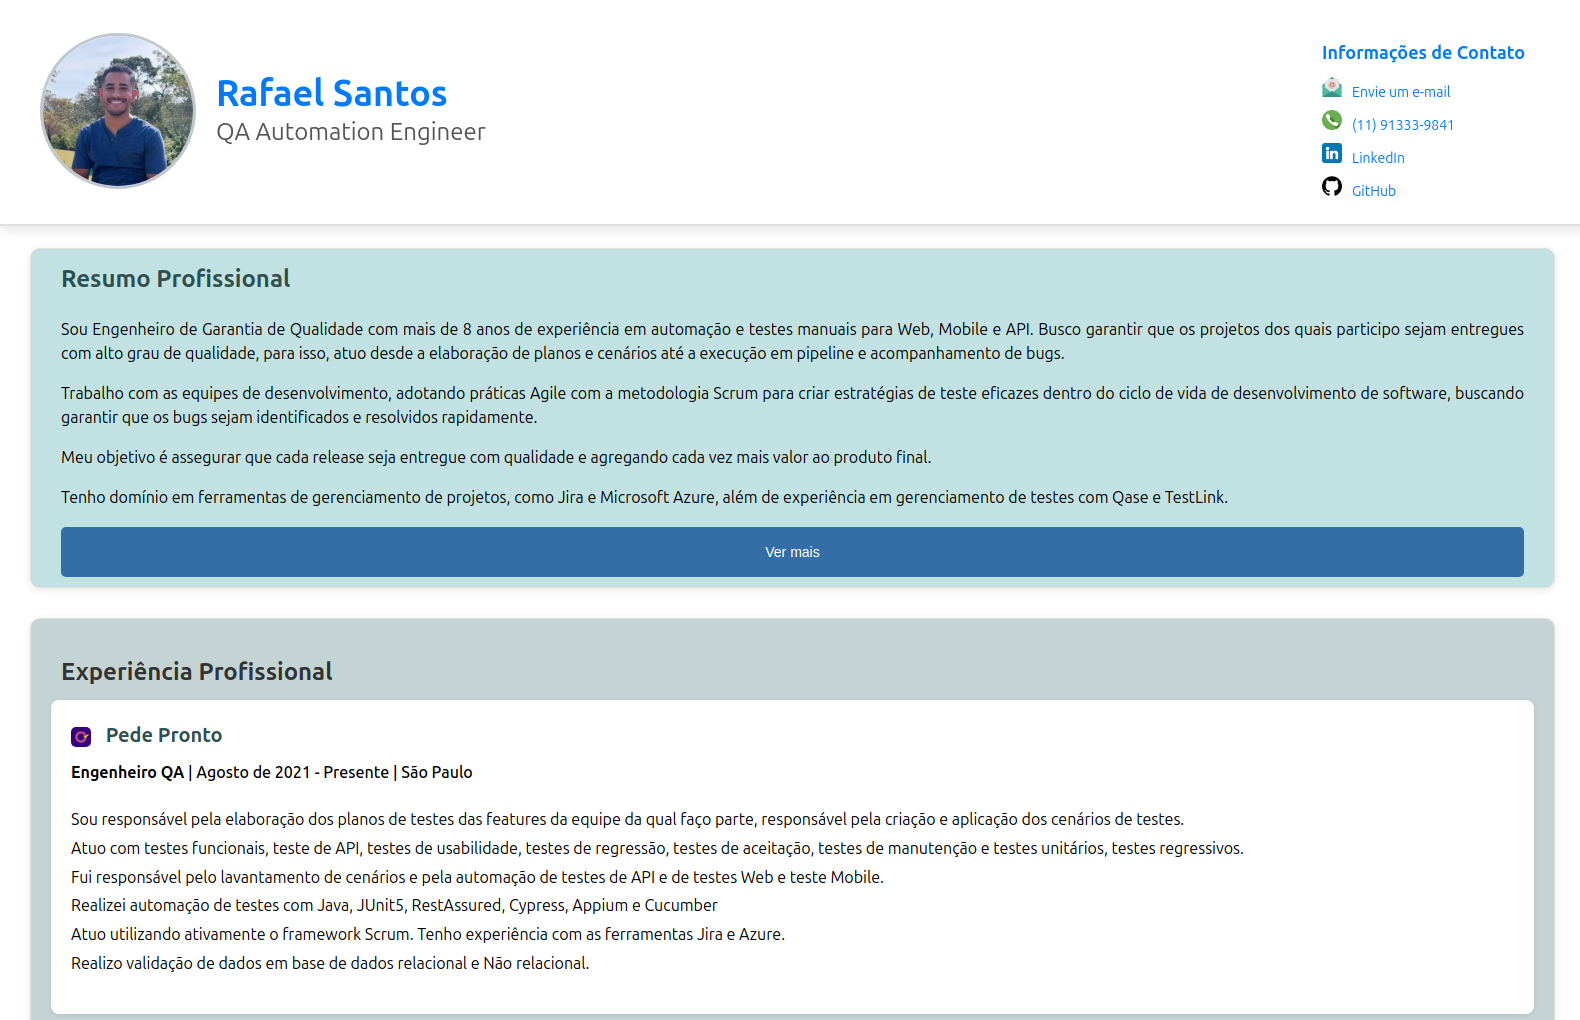 Rafael Santos
QA Automation Engineer
Informações de Contato
Envie um e-mail
(11) 91333-9841
LinkedIn
GitHub
Resumo Profissional
Sou Engenheiro de Garantia de Qualidade com mais de 8 anos de experiência em automação e testes manuais para Web, Mobile e API. Busco garantir que os projetos dos quais participo sejam entregues
com alto grau de qualidade, para isso, atuo desde a elaboração de planos e cenários até a execução em pipeline e acompanhamento de bugs.
Trabalho com as equipes de desenvolvimento, adotando práticas Agile com a metodologia Scrum para criar estratégias de teste eficazes dentro do ciclo de vida de desenvolvimento de software, buscando
garantir que os bugs sejam identificados e resolvidos rapidamente.
Meu objetivo é assegurar que cada release seja entregue com qualidade e agregando cada vez mais valor ao produto final.
Tenho domínio em ferramentas de gerenciamento de projetos, como Jira e Microsoft Azure, além de experiência em gerenciamento de testes com Qase e TestLink.
Ver mais
Experiência Profissional
Pede Pronto
Engenheiro QA | Agosto de 2021 - Presente | São Paulo
Sou responsável pela elaboração dos planos de testes das features da equipe da qual faço parte, responsável pela criação e aplicação dos cenários de testes.
Atuo com testes funcionais, teste de API, testes de usabilidade, testes de regressão, testes de aceitação, testes de manutenção e testes unitários, testes regressivos.
Fui responsável pelo lavantamento de cenários e pela automação de testes de API e de testes Web e teste Mobile.
Realizei automação de testes com Java, JUnit5, RestAssured, Cypress, Appium e Cucumber
Atuo utilizando ativamente o framework Scrum. Tenho experiência com as ferramentas Jira e Azure.
Realizo validação de dados em base de dados relacional e Não relacional.